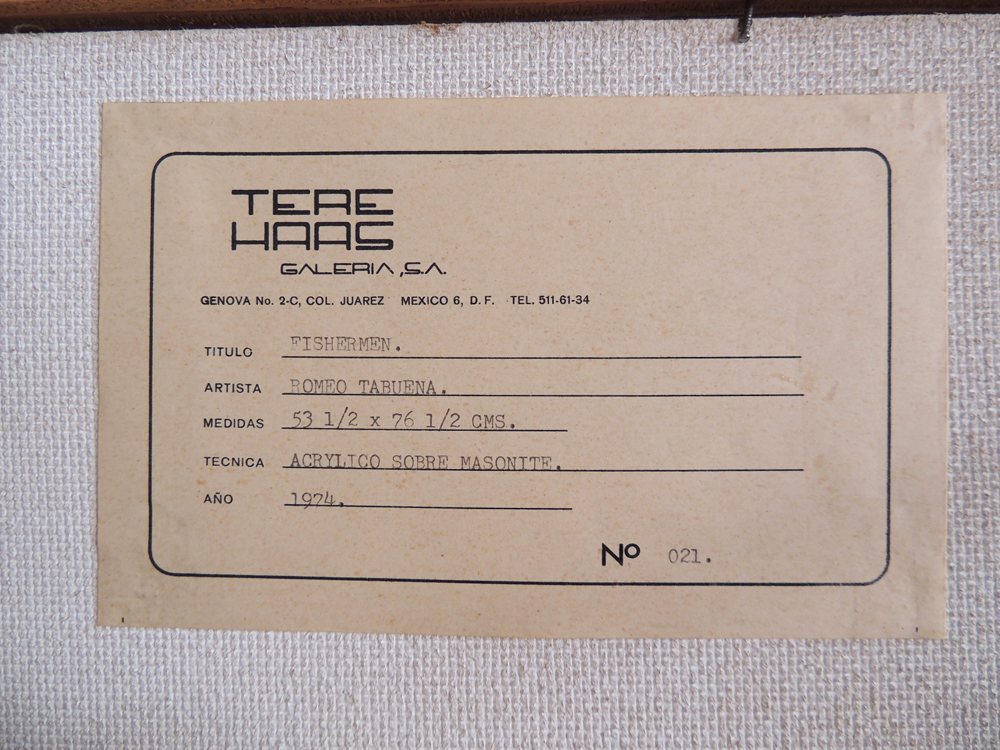 TERE
HAAS
GALERIA, S.A.
GENOVA No. 2-C, COL. JUAREZ MEXICO 6, D.F. TEL. 511-61-34
TITULO FISHERMEN.
ARTISTA ROMEO TABUENA.
MEDIDAS 53 1/2 x 76 1/2 CMS.
TECNICA ACRYLICO SOBRE MASONITE.
AÑO 1974.
Nº 021.